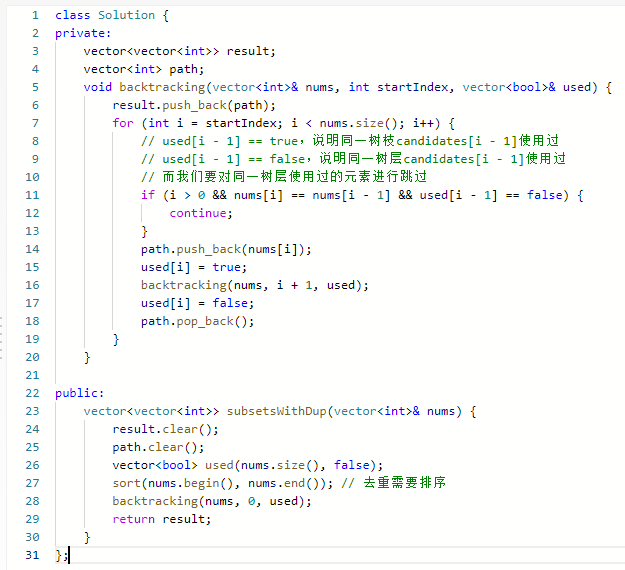 1 class Solution {
2 private:
3     vector<vector<int>> result;
4     vector<int> path;
5     void backtracking(vector<int>& nums, int startIndex, vector<bool>& used) {
6         result.push_back(path);
7         for (int i = startIndex; i < nums.size(); i++) {
8             // used[i - 1] == true，说明同一树枝candidates[i - 1]使用过
9             // used[i - 1] == false，说明同一树层candidates[i - 1]使用过
10             // 而我们要对同一树层使用过的元素进行跳过
11             if (i > 0 && nums[i] == nums[i - 1] && used[i - 1] == false) {
12                 continue;
13             }
14             path.push_back(nums[i]);
15             used[i] = true;
16             backtracking(nums, i + 1, used);
17             used[i] = false;
18             path.pop_back();
19         }
20     }
21
22 public:
23     vector<vector<int>> subsetsWithDup(vector<int>& nums) {
24         result.clear();
25         path.clear();
26         vector<bool> used(nums.size(), false);
27         sort(nums.begin(), nums.end()); // 去重需要排序
28         backtracking(nums, 0, used);
29         return result;
30     }
31 };